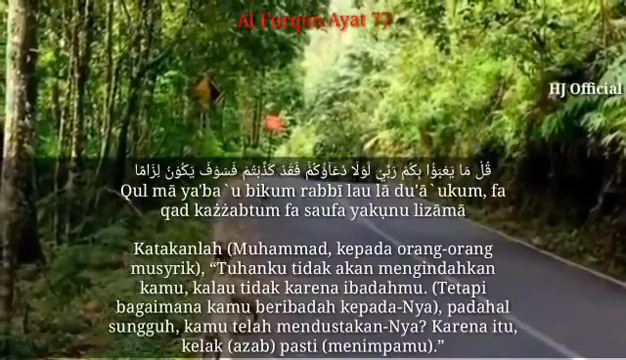 Al Furqan Ayat 77
HJ Official
قُلْ مَا يَعْبَؤُا بِكُمْ رَبِّيْ لَوْلَا دُعَاۤؤُكُمْۚ فَقَدْ كَذَّبْتُمْ فَسَوْفَ يَكُوْنُ لِزَامًا
Qul mā ya'ba`u bikum rabbī lau lā du'ā`ukum, fa
qad każżabtum fa saufa yakụnu lizāmā
Katakanlah (Muhammad, kepada orang-orang
musyrik), “Tuhanku tidak akan mengindahkan
kamu, kalau tidak karena ibadahmu. (Tetapi
bagaimana kamu beribadah kepada-Nya), padahal
sungguh, kamu telah mendustakan-Nya? Karena itu,
kelak (azab) pasti (menimpamu).”